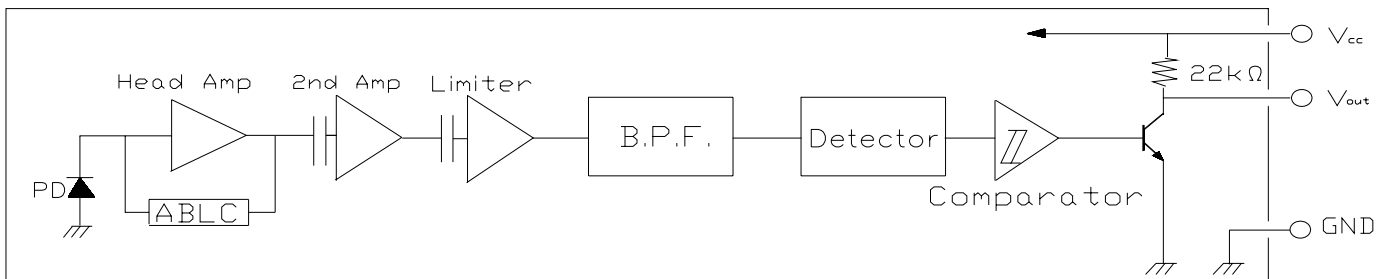 Head Amp
2nd Amp
Limiter
B.P.F.
Detector
Comparator
PD
ABLC
22kΩ
Vcc
Vout
GND